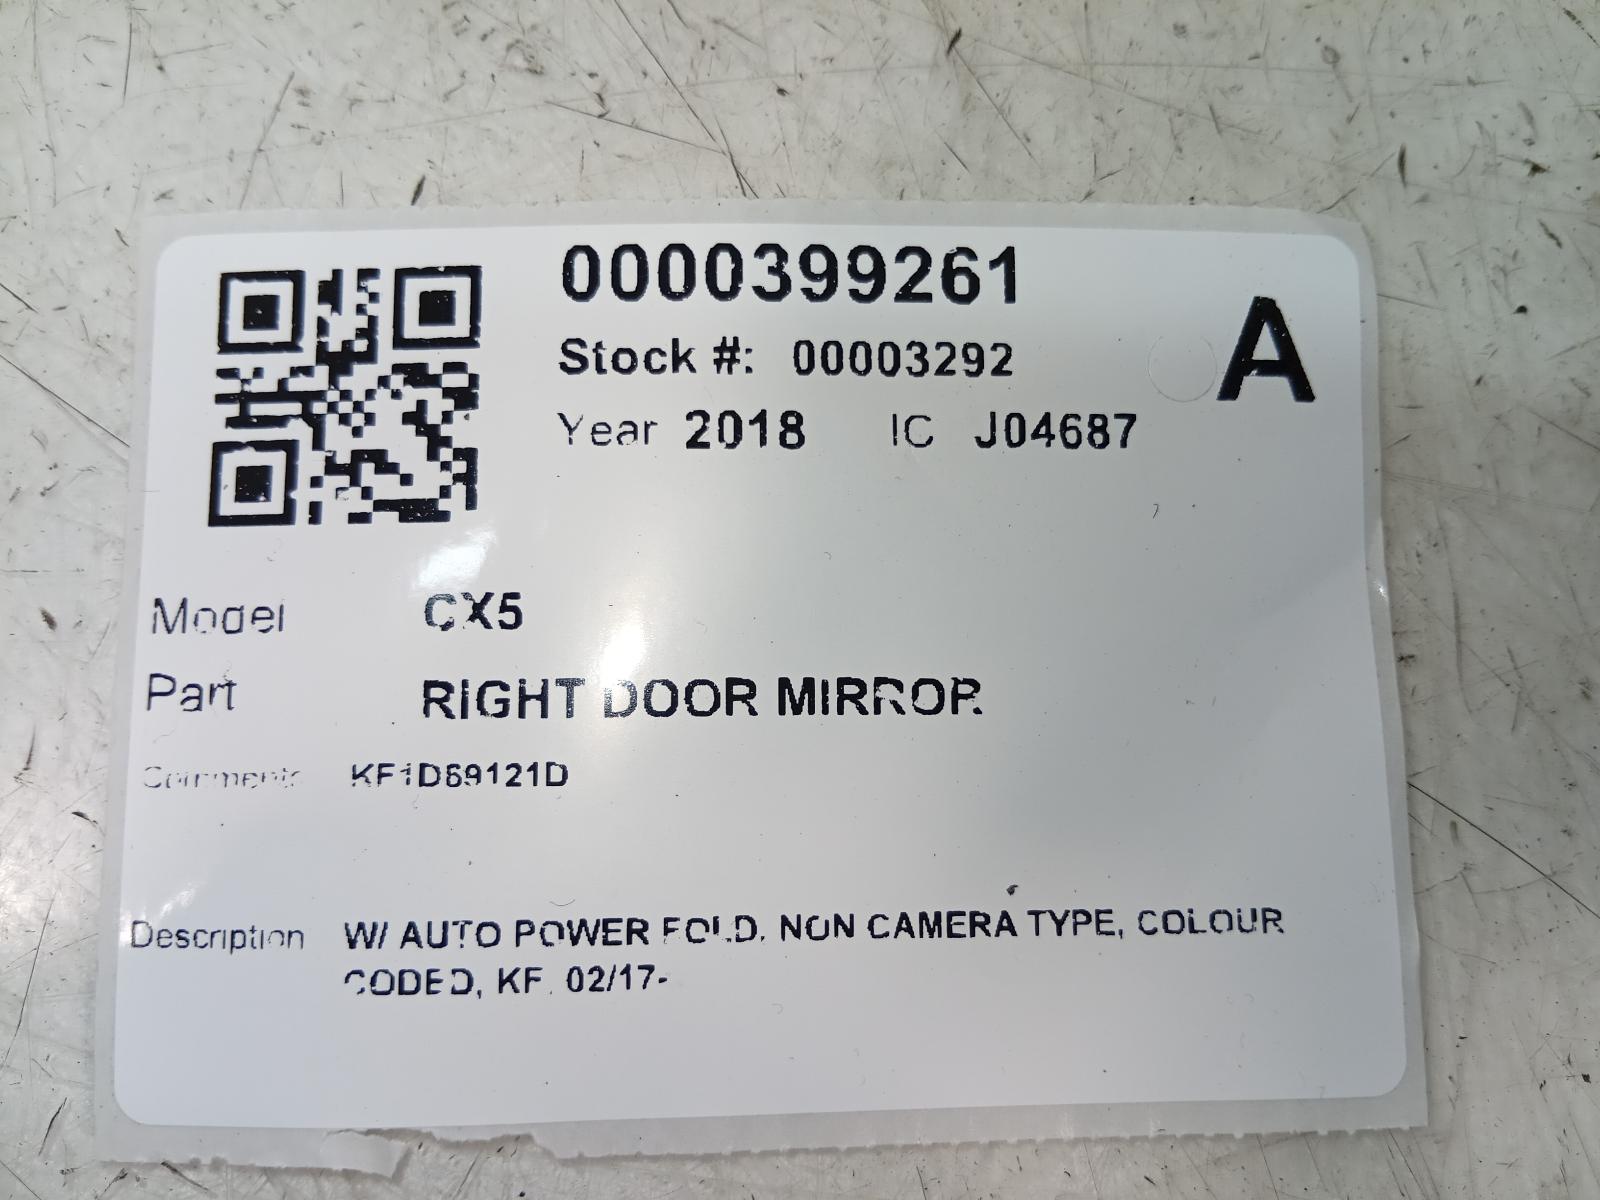 0000399261
A
Stock #: 00003292
Year 2018 IC J04687
Model CX5
Part RIGHT DOOR MIRROR
Comments KF1D69121D
Description W/ AUTO POWER FOLD, NON CAMERA TYPE, COLOUR
CODED, KF, 02/17-